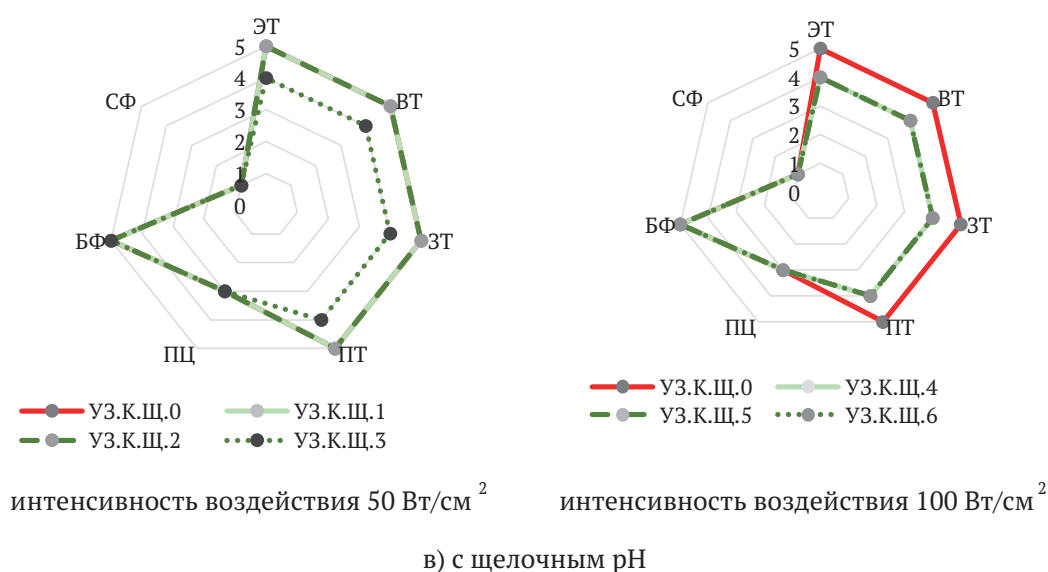 ЭТ
5
4
3
2
1
0
СФ
ВТ
БФ
ЗТ
ПЦ
ПТ
УЗ.К.Щ.0
УЗ.К.Щ.1
УЗ.К.Щ.2
УЗ.К.Щ.3
интенсивность воздействия 50 Вт/см 2
ЭТ
5
4
3
2
1
0
СФ
ВТ
БФ
ЗТ
ПЦ
ПТ
УЗ.К.Щ.0
УЗ.К.Щ.4
УЗ.К.Щ.5
УЗ.К.Щ.6
интенсивность воздействия 100 Вт/см 2
в) с щелочным pH